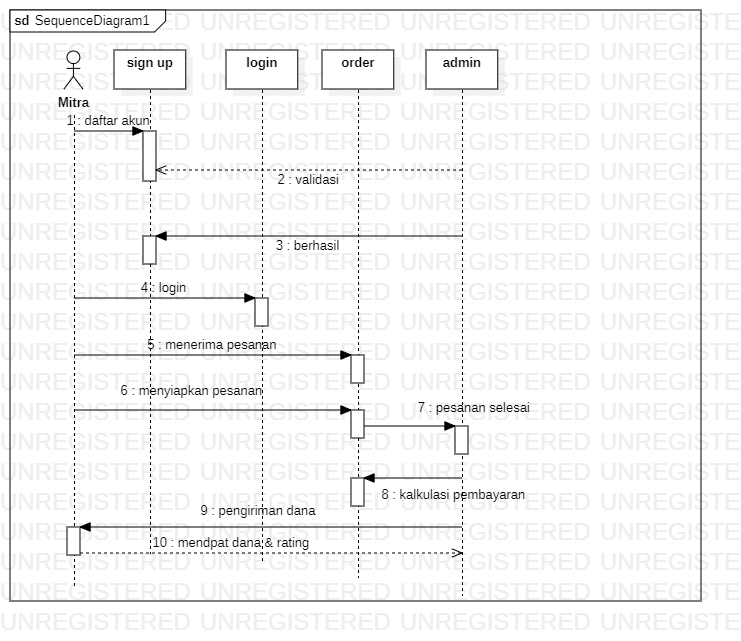 sd SequenceDiagram1
sign up
login
order
admin
Mitra
1 : daftar akun
2 : validasi
3 : berhasil
4 : login
5 : menerima pesanan
6 : menyiapkan pesanan
7 : pesanan selesai
8 : kalkulasi pembayaran
9 : pengiriman dana
10 : mendpat dana & rating
UNREGISTERED UNREGISTERED UNREGISTERED UNREGISTERED